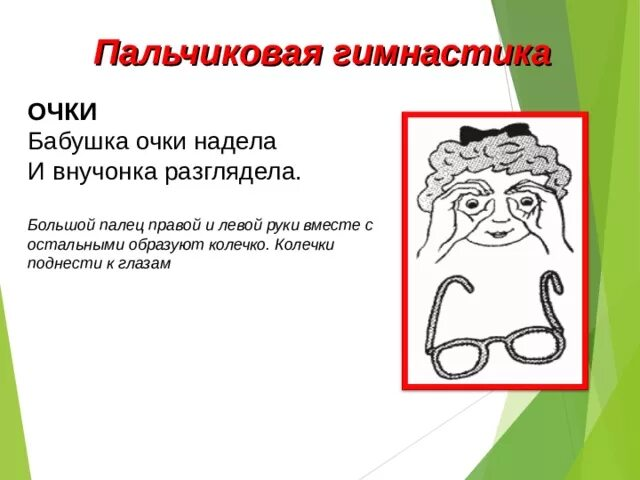 Пальчиковая гимнастика
ОЧКИ
Бабушка очки надела
И внучонка разглядела.
Большой палец правой и левой руки вместе с
остальными образуют колечко. Колечки
поднести к глазам